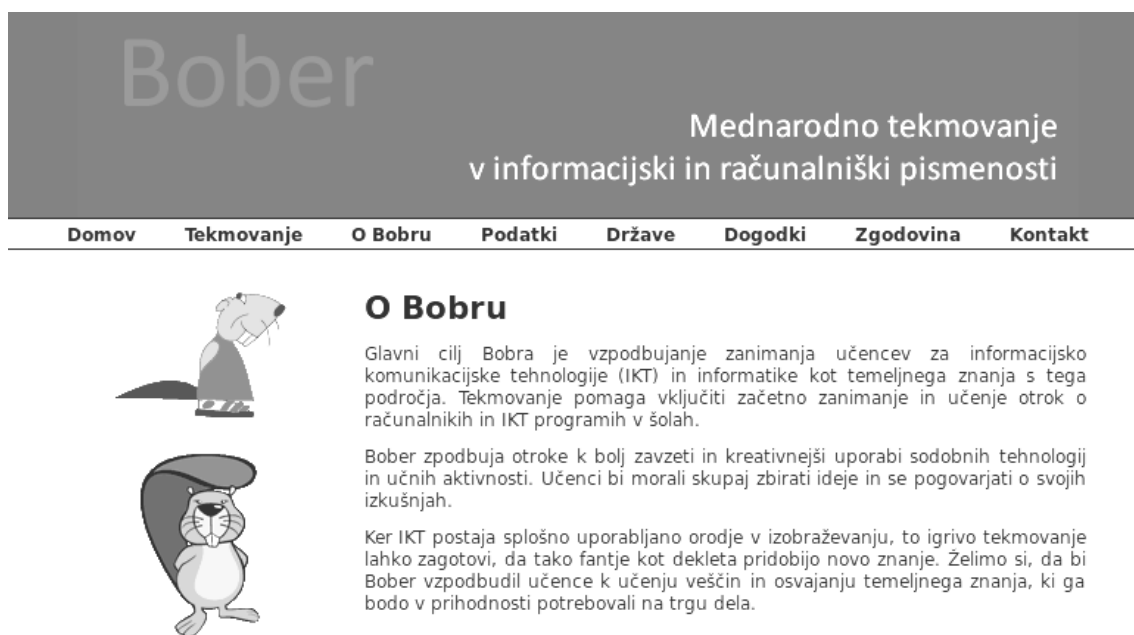 Bober
Mednarodno tekmovanje
v informacijski in računalniški pismenosti
Domov Tekmovanje O Bobru Podatki Države Dogodki Zgodovina Kontakt
O Bobru
Glavni cilj Bobra je vzpodbujanje zanimanja učencev za informacijsko
komunikacijske tehnologije (IKT) in informatike kot temeljnega znanja s tega
področja. Tekmovanje pomaga vključiti začetno zanimanje in učenje otrok o
računalnikih in IKT programih v šolah.
Bober zpodbuja otroke k bolj zavzeti in kreativnejši uporabi sodobnih tehnologij
in učnih aktivnosti. Učenci bi morali skupaj zbirati ideje in se pogovarjati o svojih
izkušnjah.
Ker IKT postaja splošno uporabljano orodje v izobraževanju, to igrivo tekmovanje
lahko zagotovi, da tako fantje kot dekleta pridobijo novo znanje. Želimo si, da bi
Bober vzpodbudil učence k učenju veščin in osvajanju temeljnega znanja, ki ga
bodo v prihodnosti potrebovali na trgu dela.